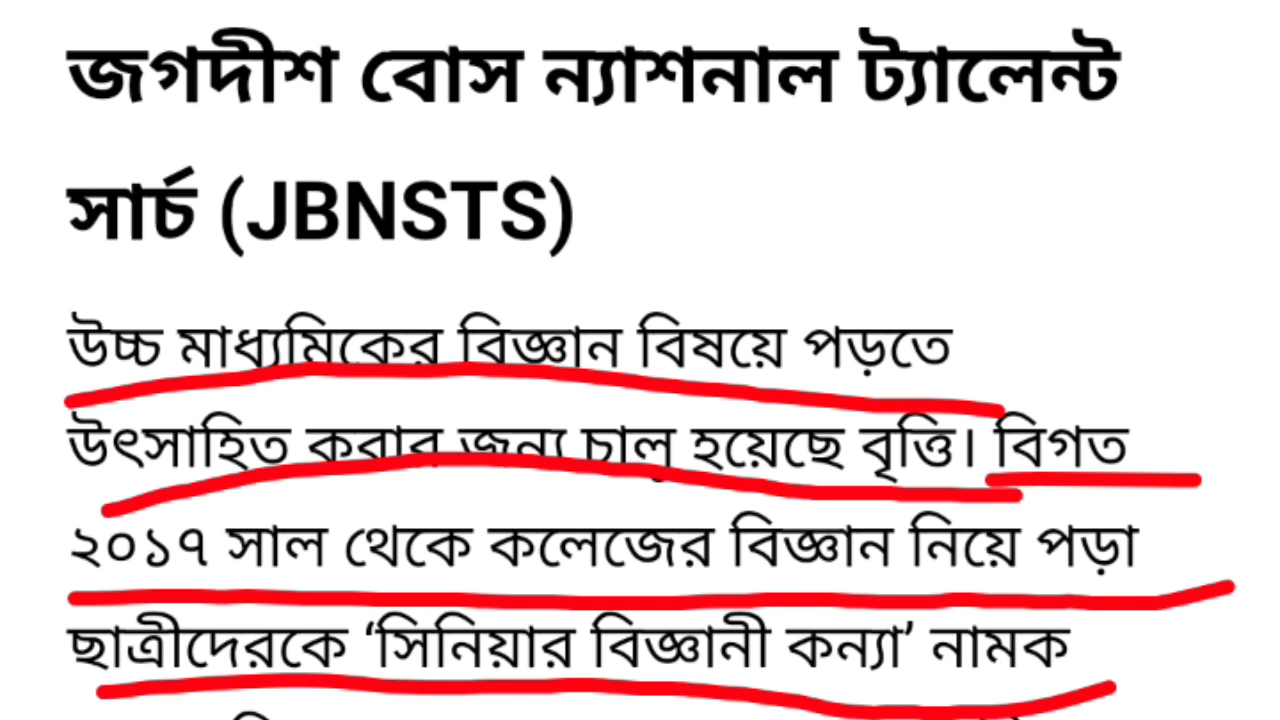 জগদীশ বোস ন্যাশনাল ট্যালেন্ট
সার্চ (JBNSTS)
উচ্চ মাধ্যমিকের বিজ্ঞান বিষয়ে পড়তে
উৎসাহিত করার জন্য চালু হয়েছে বৃত্তি। বিগত
২০১৭ সাল থেকে কলেজের বিজ্ঞান নিয়ে পড়া
ছাত্রীদেরকে ‘সিনিয়ার বিজ্ঞানী কন্যা’ নামক